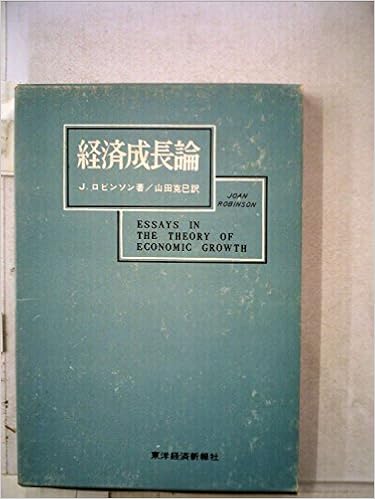 経済成長論
J.ロビンソン著／山田克巳訳
JOAN
ROBINSON
ESSAYS IN
THE THEORY OF
ECONOMIC GROWTH
東洋経済新報社